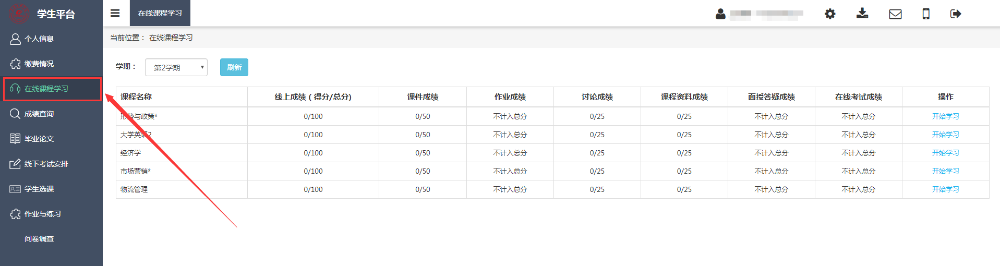 学生平台
在线课程学习
个人信息
缴费情况
在线课程学习
成绩查询
毕业论文
线下考试安排
学生选课
作业与练习
问卷调查
当前位置： 在线课程学习
学期： 第2学期 刷新
课程名称 线上成绩（得分/总分） 课件成绩 作业成绩 讨论成绩 课程资料成绩 面授答疑成绩 在线考试成绩 操作
形势与政策* 0/100 0/50 不计入总分 0/25 0/25 不计入总分 不计入总分 开始学习
大学英语2 0/100 0/50 不计入总分 0/25 0/25 不计入总分 不计入总分 开始学习
经济学 0/100 0/50 不计入总分 0/25 0/25 不计入总分 不计入总分 开始学习
市场营销* 0/100 0/50 不计入总分 0/25 0/25 不计入总分 不计入总分 开始学习
物流管理 0/100 0/50 不计入总分 0/25 0/25 不计入总分 不计入总分 开始学习